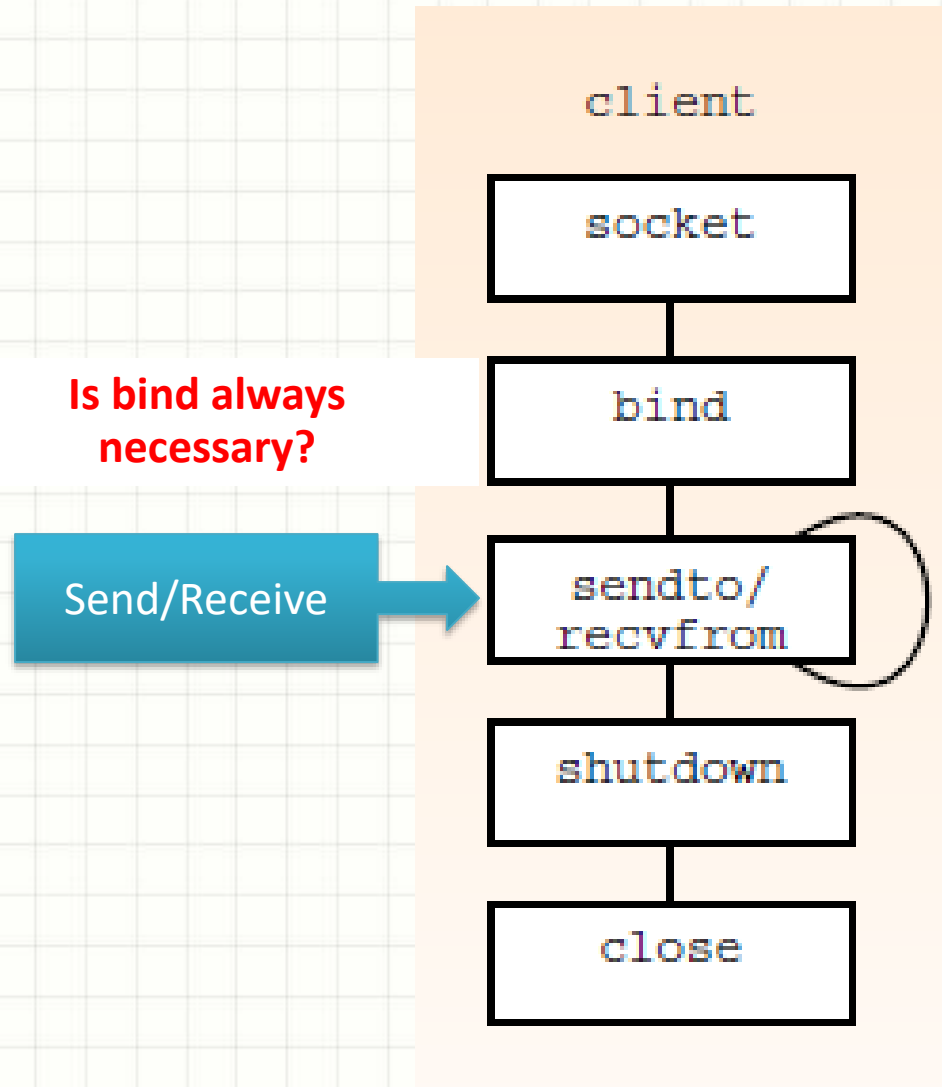 client
socket
Is bind always
necessary?
bind
Send/Receive
sendto/
recvfrom
shutdown
close